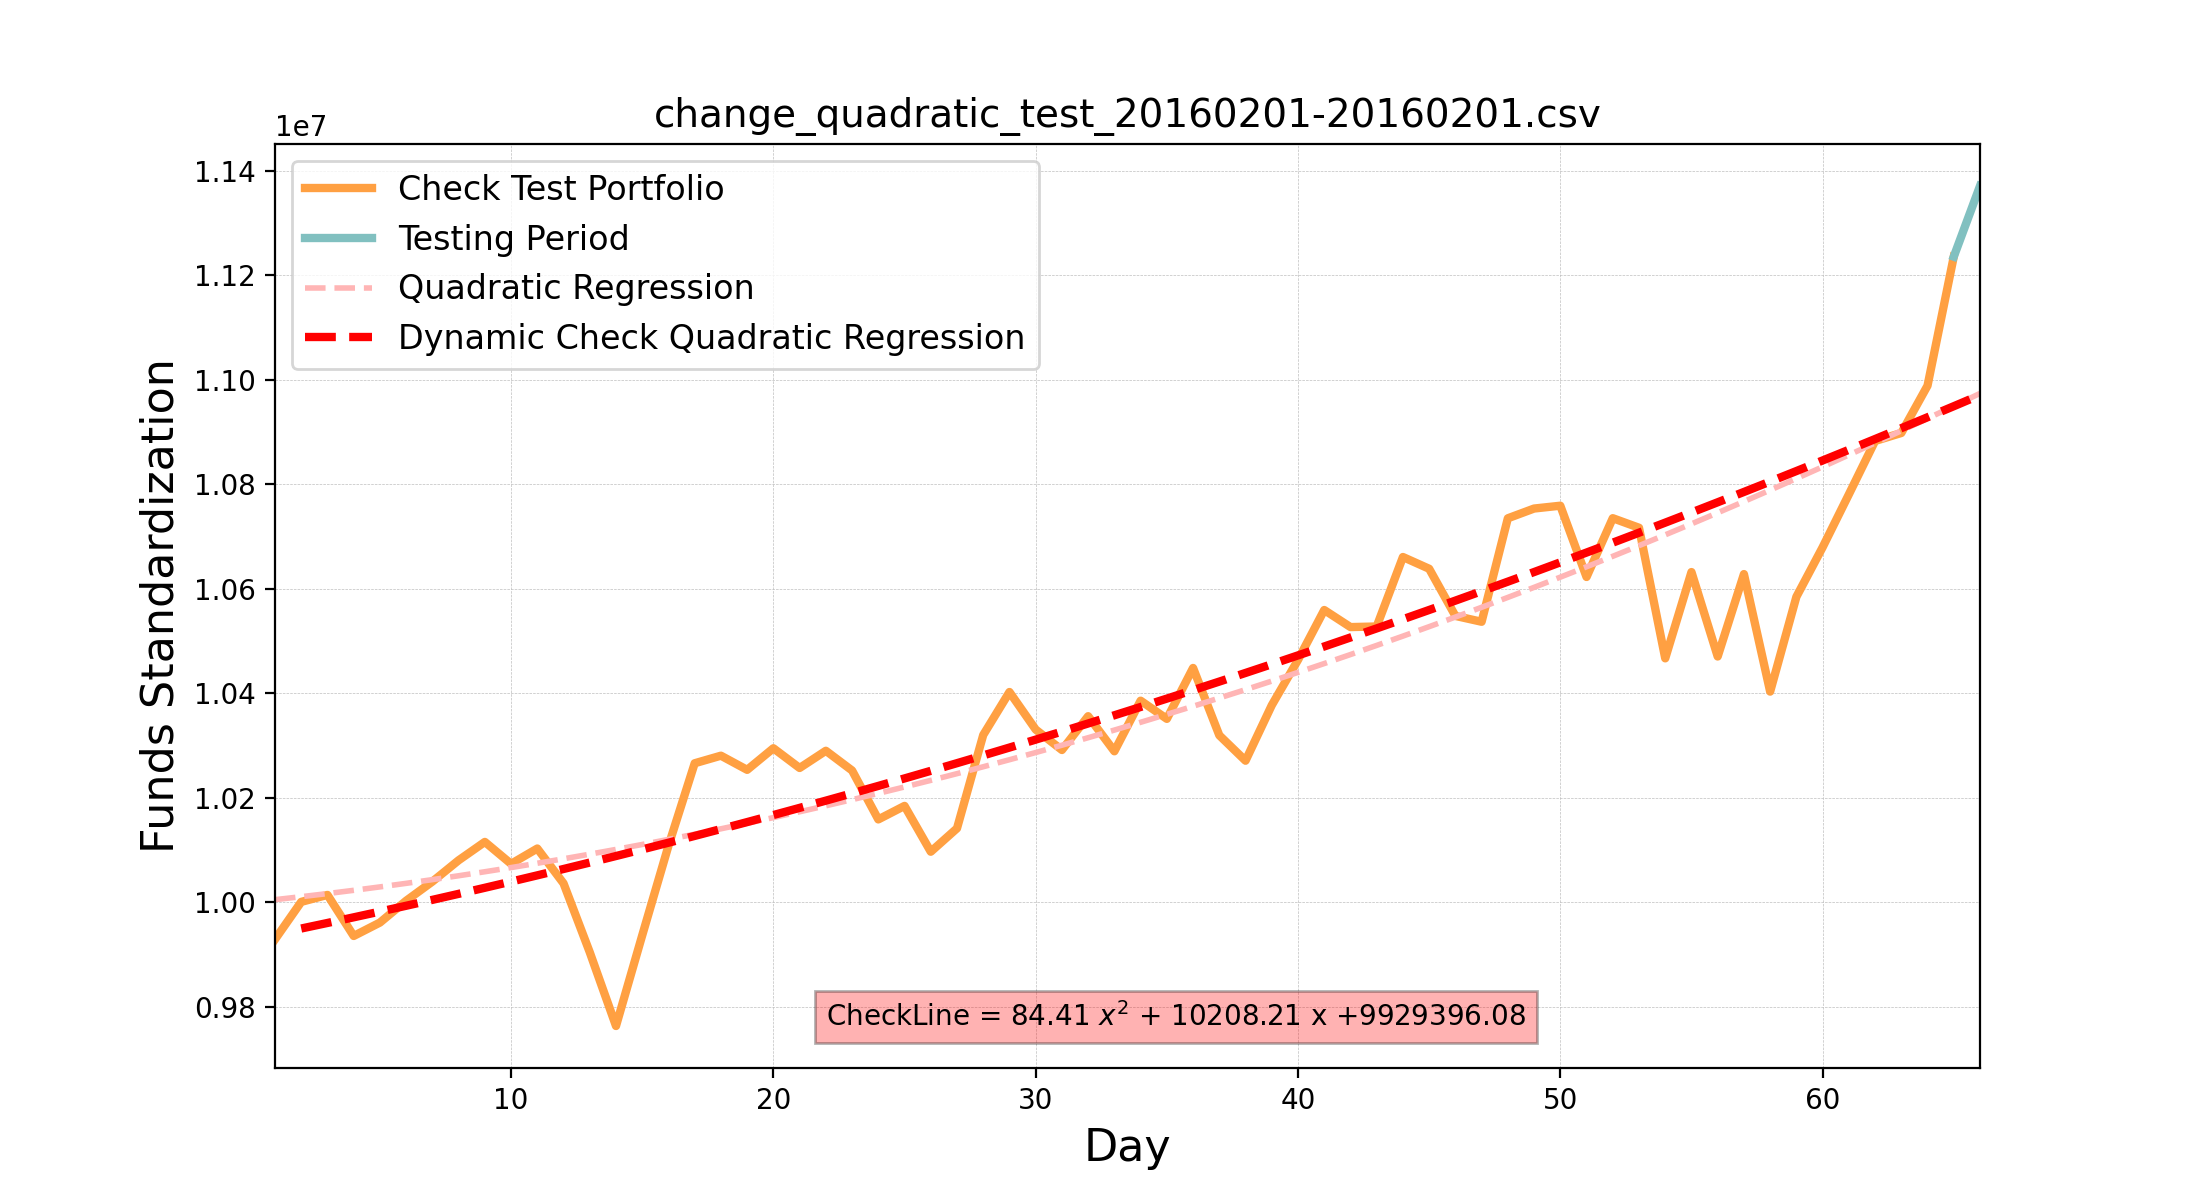 change_quadratic_test_20160201-20160201.csv
1e7
1.14
1.12
1.10
1.08
1.06
1.04
1.02
1.00
0.98
Funds Standardization
Check Test Portfolio
Testing Period
Quadratic Regression
Dynamic Check Quadratic Regression
CheckLine = 84.41 x² + 10208.21 x +9929396.08
10 20 30 40 50 60
Day